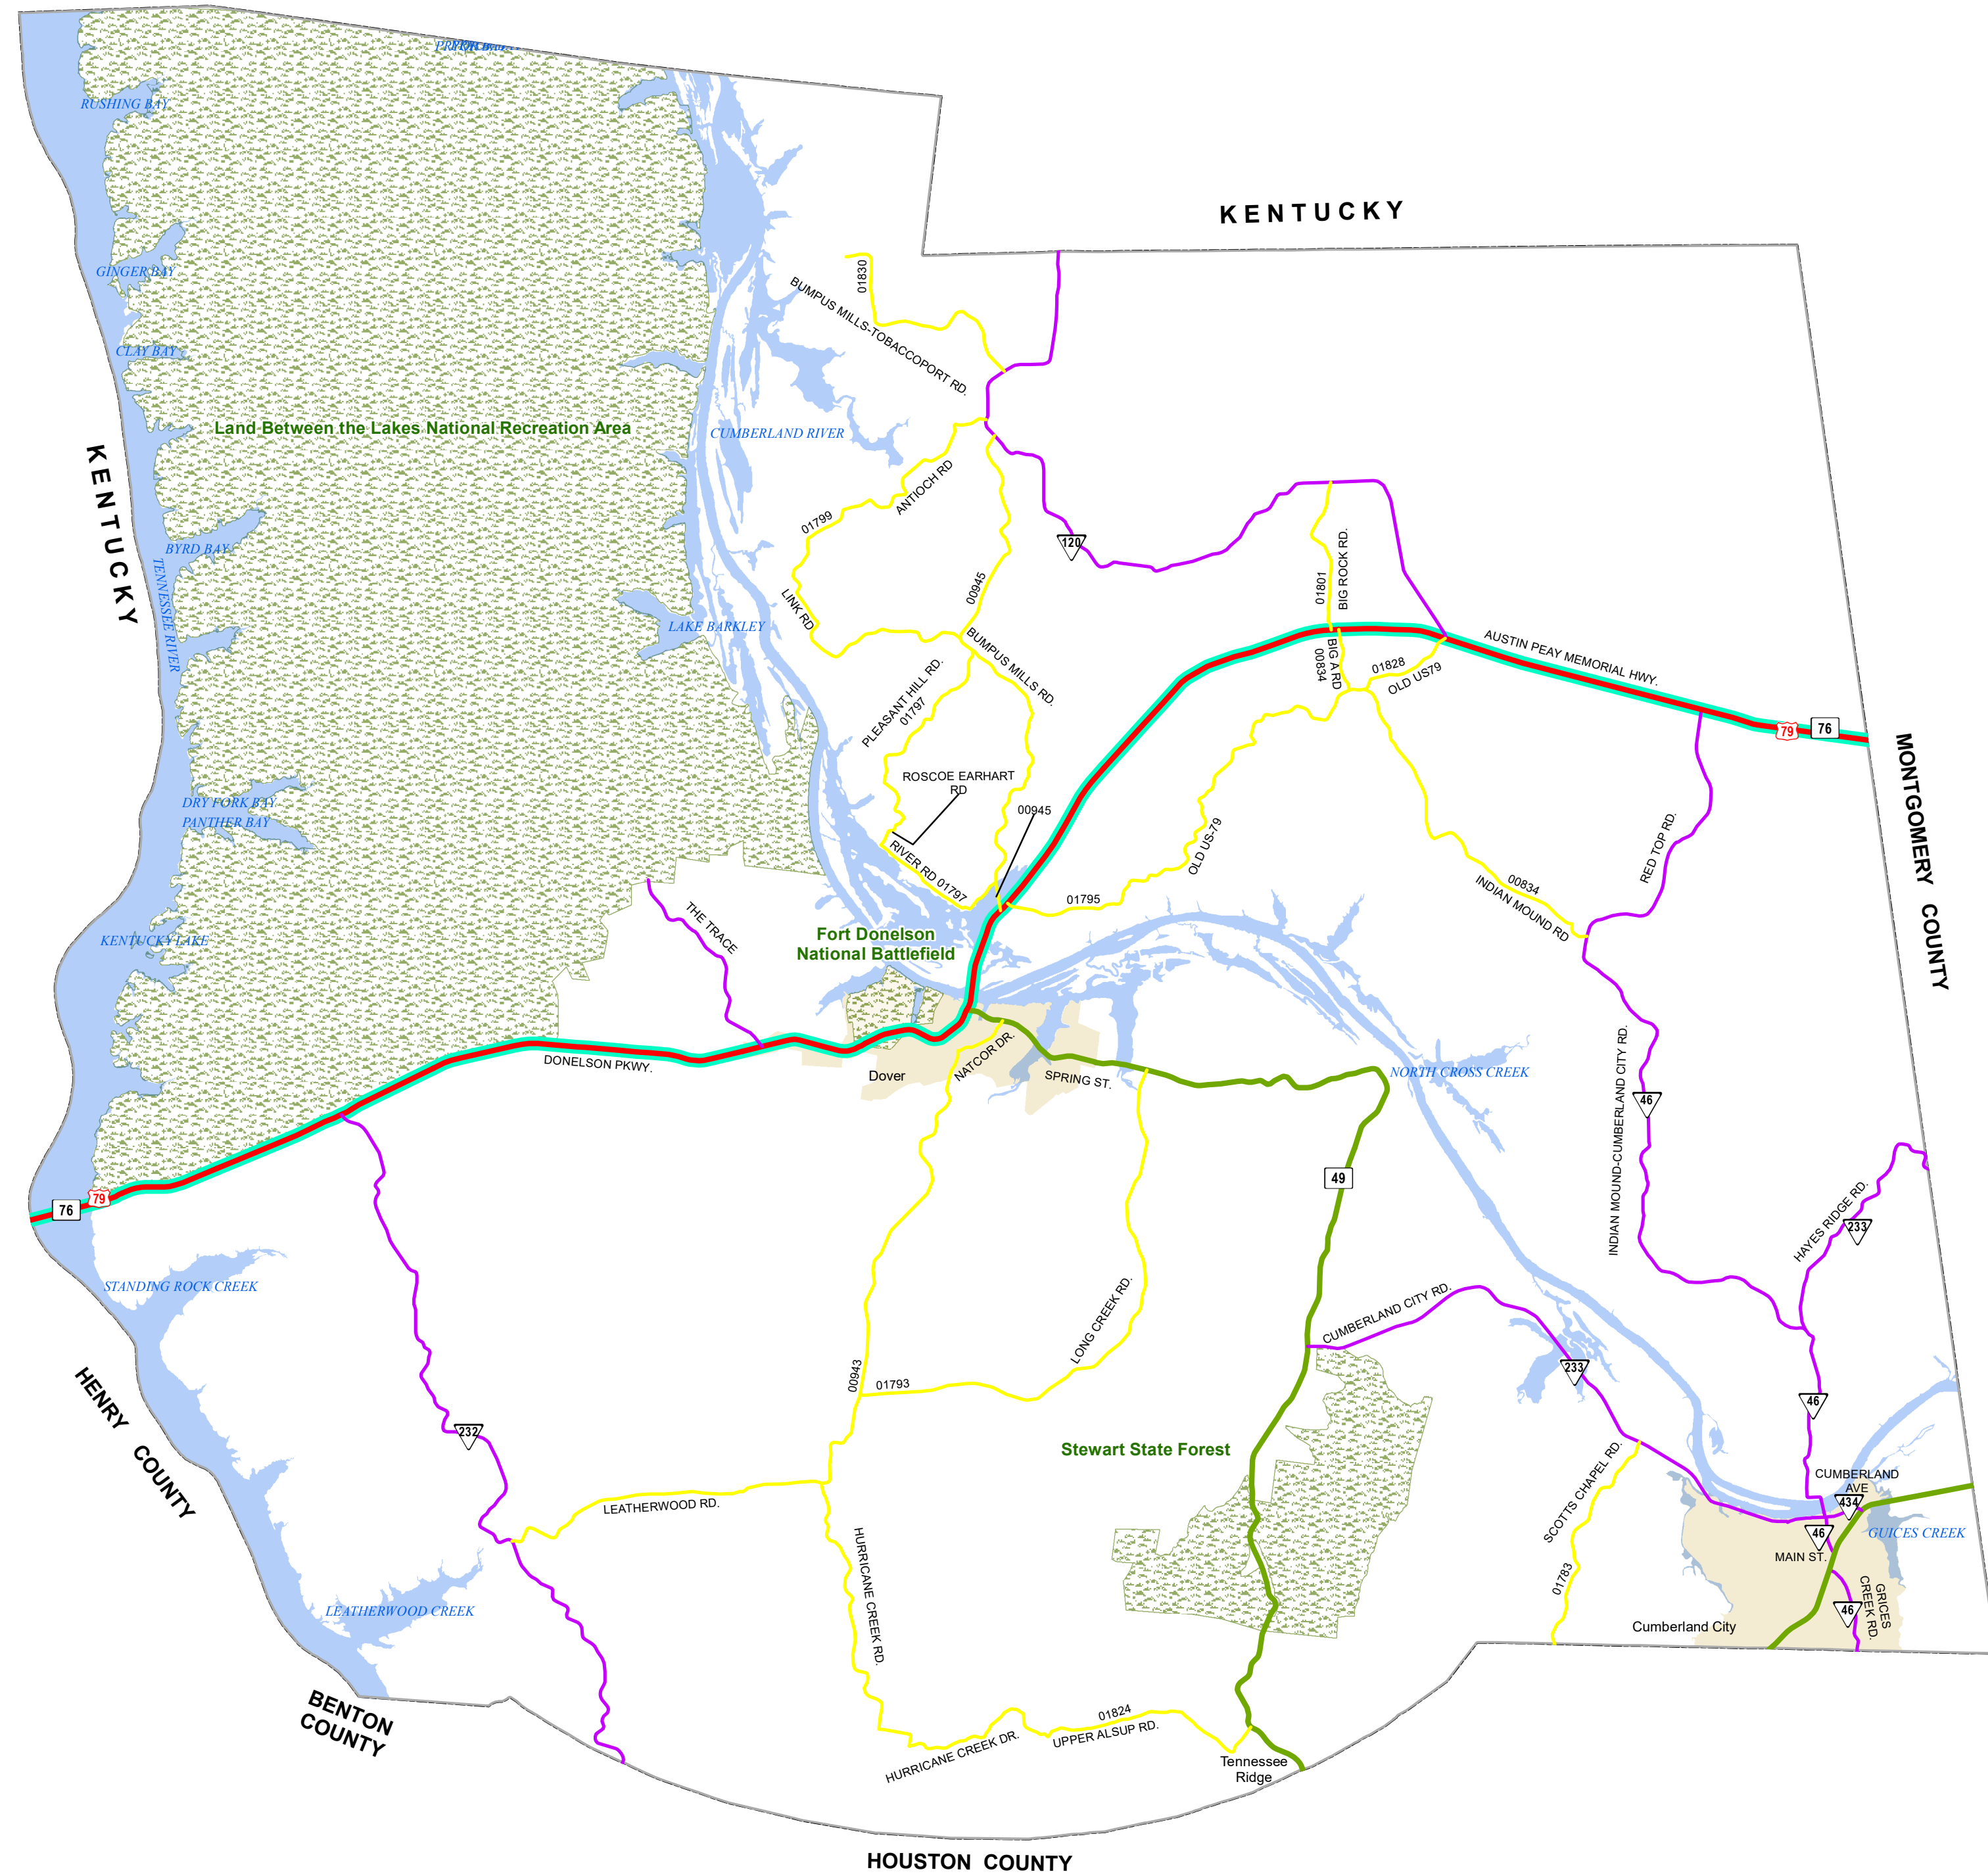 RUSHING BAY
KENTUCKY
GINGER BAY
01830
BUMPUS MILLS-TOBACCOPORT RD.
CLAY BAY
Land Between the Lakes National Recreation Area
CUMBERLAND RIVER
KENTUCKY
ANTIOCH RD
01799
120
BYRD BAY
TENNESSEE RIVER
LINK RD
00945
01801
BIG ROCK RD.
LAKE BARKLEY
BUMPUS MILLS RD.
BIG A RD
00834
01828
OLD US79
AUSTIN PEAY MEMORIAL HWY.
PLEASANT HILL RD.
01797
79
76
MONTGOMERY COUNTY
ROSCOE EARHART
RD
00945
DRY FORK BAY
PANTHER BAY
RIVER RD 01797
OLD US-79
RED TOP RD.
01795
00834
INDIAN MOUND RD
THE TRACE
KENTUCKY LAKE
Fort Donelson
National Battlefield
DONELSON PKWY.
Dover
NATCOR DR.
SPRING ST.
NORTH CROSS CREEK
INDIAN MOUND-CUMBERLAND CITY RD.
46
49
76
79
HAYES RIDGE RD.
233
STANDING ROCK CREEK
CUMBERLAND CITY RD.
LONG CREEK RD.
00943
01793
233
46
HENRY COUNTY
232
Stewart State Forest
LEATHERWOOD RD.
SCOTTS CHAPEL RD.
CUMBERLAND
AVE
434
GUICES CREEK
46
MAIN ST.
HURRICANE CREEK RD.
01783
LEATHERWOOD CREEK
46
GRICES
CREEK RD.
Cumberland City
BENTON
COUNTY
01824
UPPER ALSUP RD.
HURRICANE CREEK DR.
Tennessee
Ridge
HOUSTON COUNTY